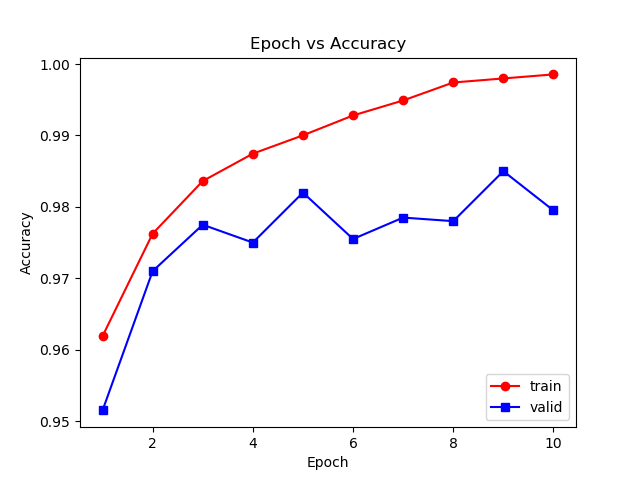 Epoch vs Accuracy
1.00
0.99
0.98
0.97
0.96
0.95
Accuracy
2 4 6 8 10
Epoch
train
valid